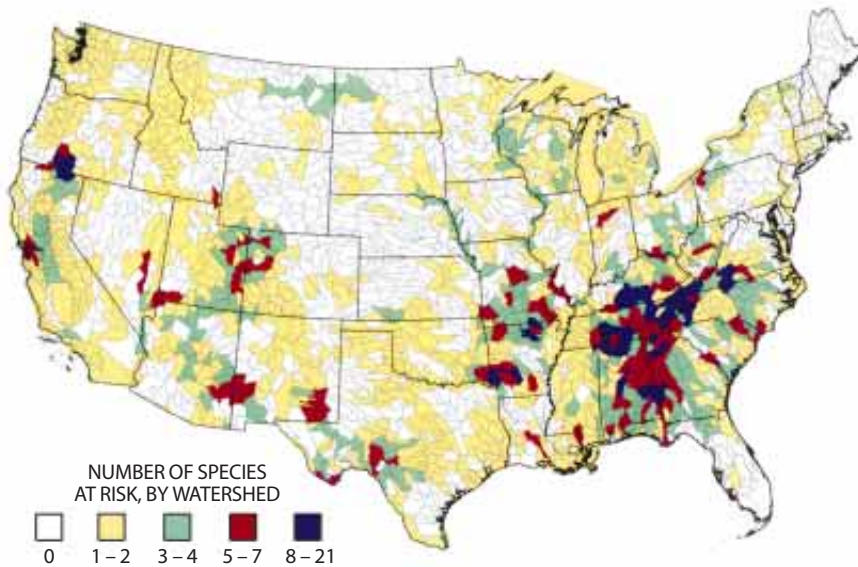 NUMBER OF SPECIES
AT RISK, BY WATERSHED
0 1 – 2 3 – 4 5 – 7 8 – 21